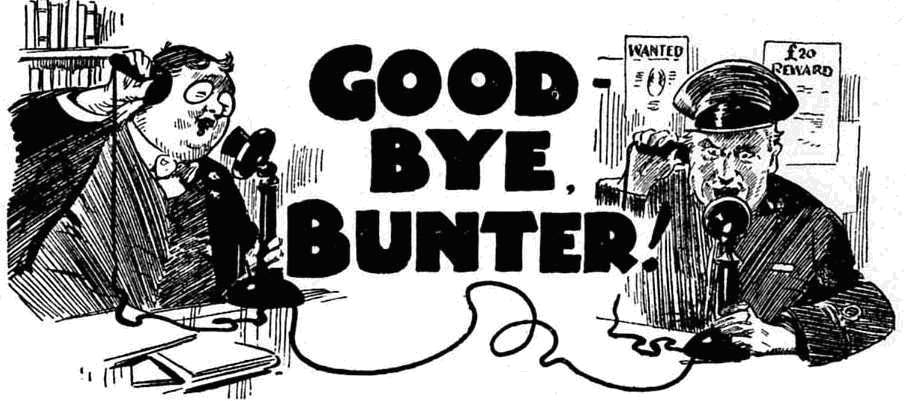 GOOD-
BYE,
BUNTER!
WANTED
£20
REWARD